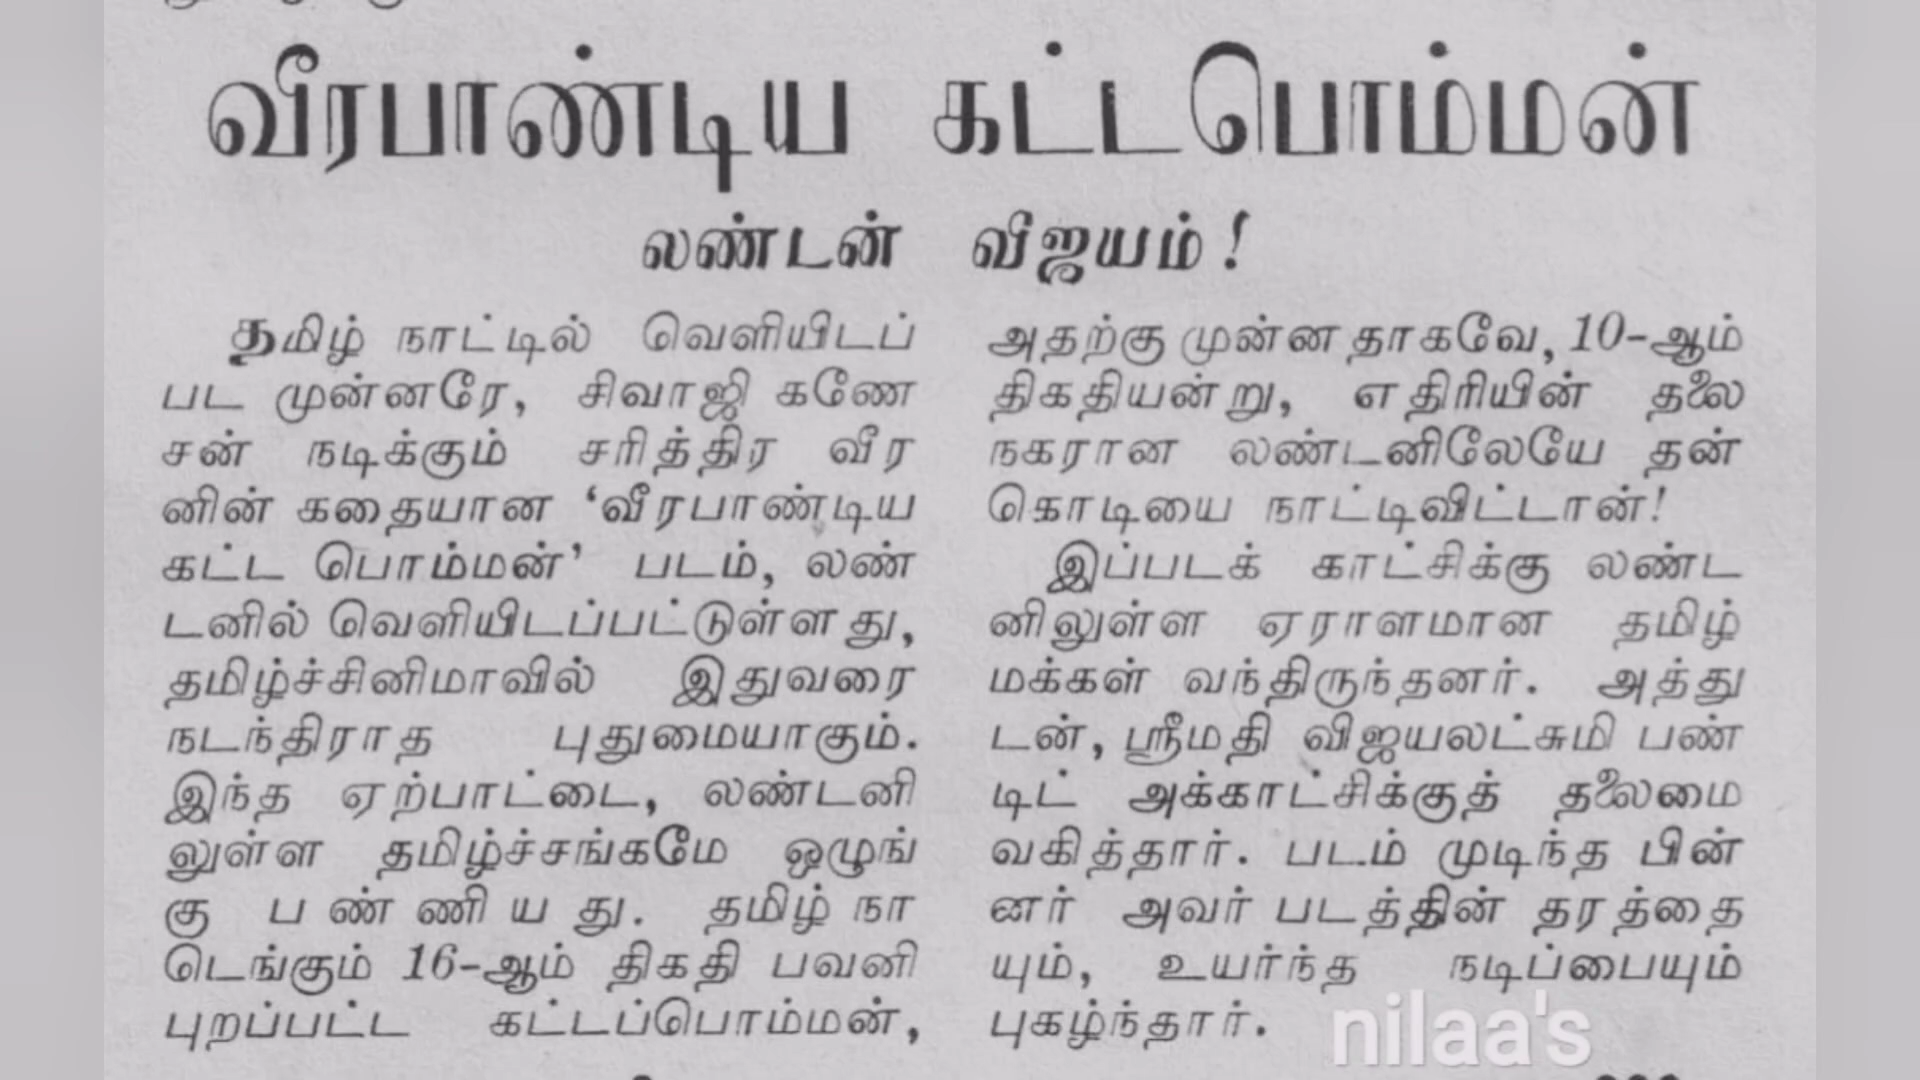 வீரபாண்டிய கட்டபொம்மன்
லண்டன் விஜயம்!
தமிழ் நாட்டில் வெளியிடப்
பட முன்னரே, சிவாஜி கணே
சன் நடிக்கும் சரித்திர வீர
னின் கதையான ‘வீரபாண்டிய
கட்ட பொம்மன்’ படம், லண்
டனில் வெளியிடப்பட்டுள்ளது,
தமிழ்ச்சினிமாவில் இதுவரை
நடந்திராத புதுமையாகும்.
இந்த ஏற்பாட்டை, லண்டனி
லுள்ள தமிழ்ச்சங்கமே ஒழுங்
கு பண்ணியது. தமிழ் நா
டெங்கும் 16-ஆம் திகதி பவனி
புறப்பட்ட கட்டப்பொம்மன்,
அதற்கு முன்னதாகவே, 10-ஆம்
திகதியன்று, எதிரியின் தலை
நகரான லண்டனிலேயே தன்
கொடியை நாட்டிவிட்டான்!
இப்படக் காட்சிக்கு லண்ட
னிலுள்ள ஏராளமான தமிழ்
மக்கள் வந்திருந்தனர். அத்து
டன், ஸ்ரீமதி விஜயலட்சுமி பண்
டிட் அக்காட்சிக்குத் தலைமை
வகித்தார். படம் முடிந்த பின்
னர் அவர் படத்தின் தரத்தை
யும், உயர்ந்த நடிப்பையும்
புகழ்ந்தார்.
nilaa's